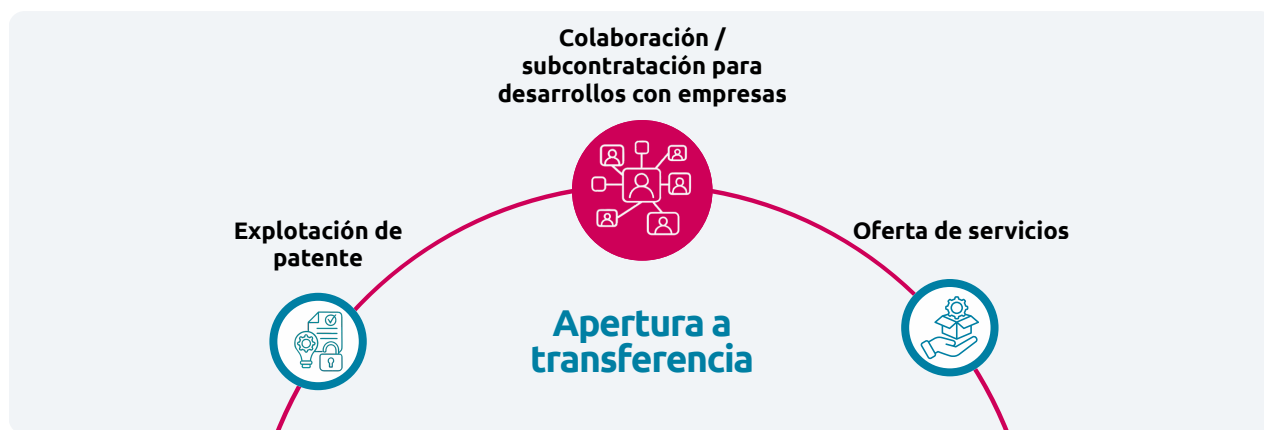 Colaboración /
subcontratación para
desarrollos con empresas
Explotación de
patente
Oferta de servicios
Apertura a
transferencia